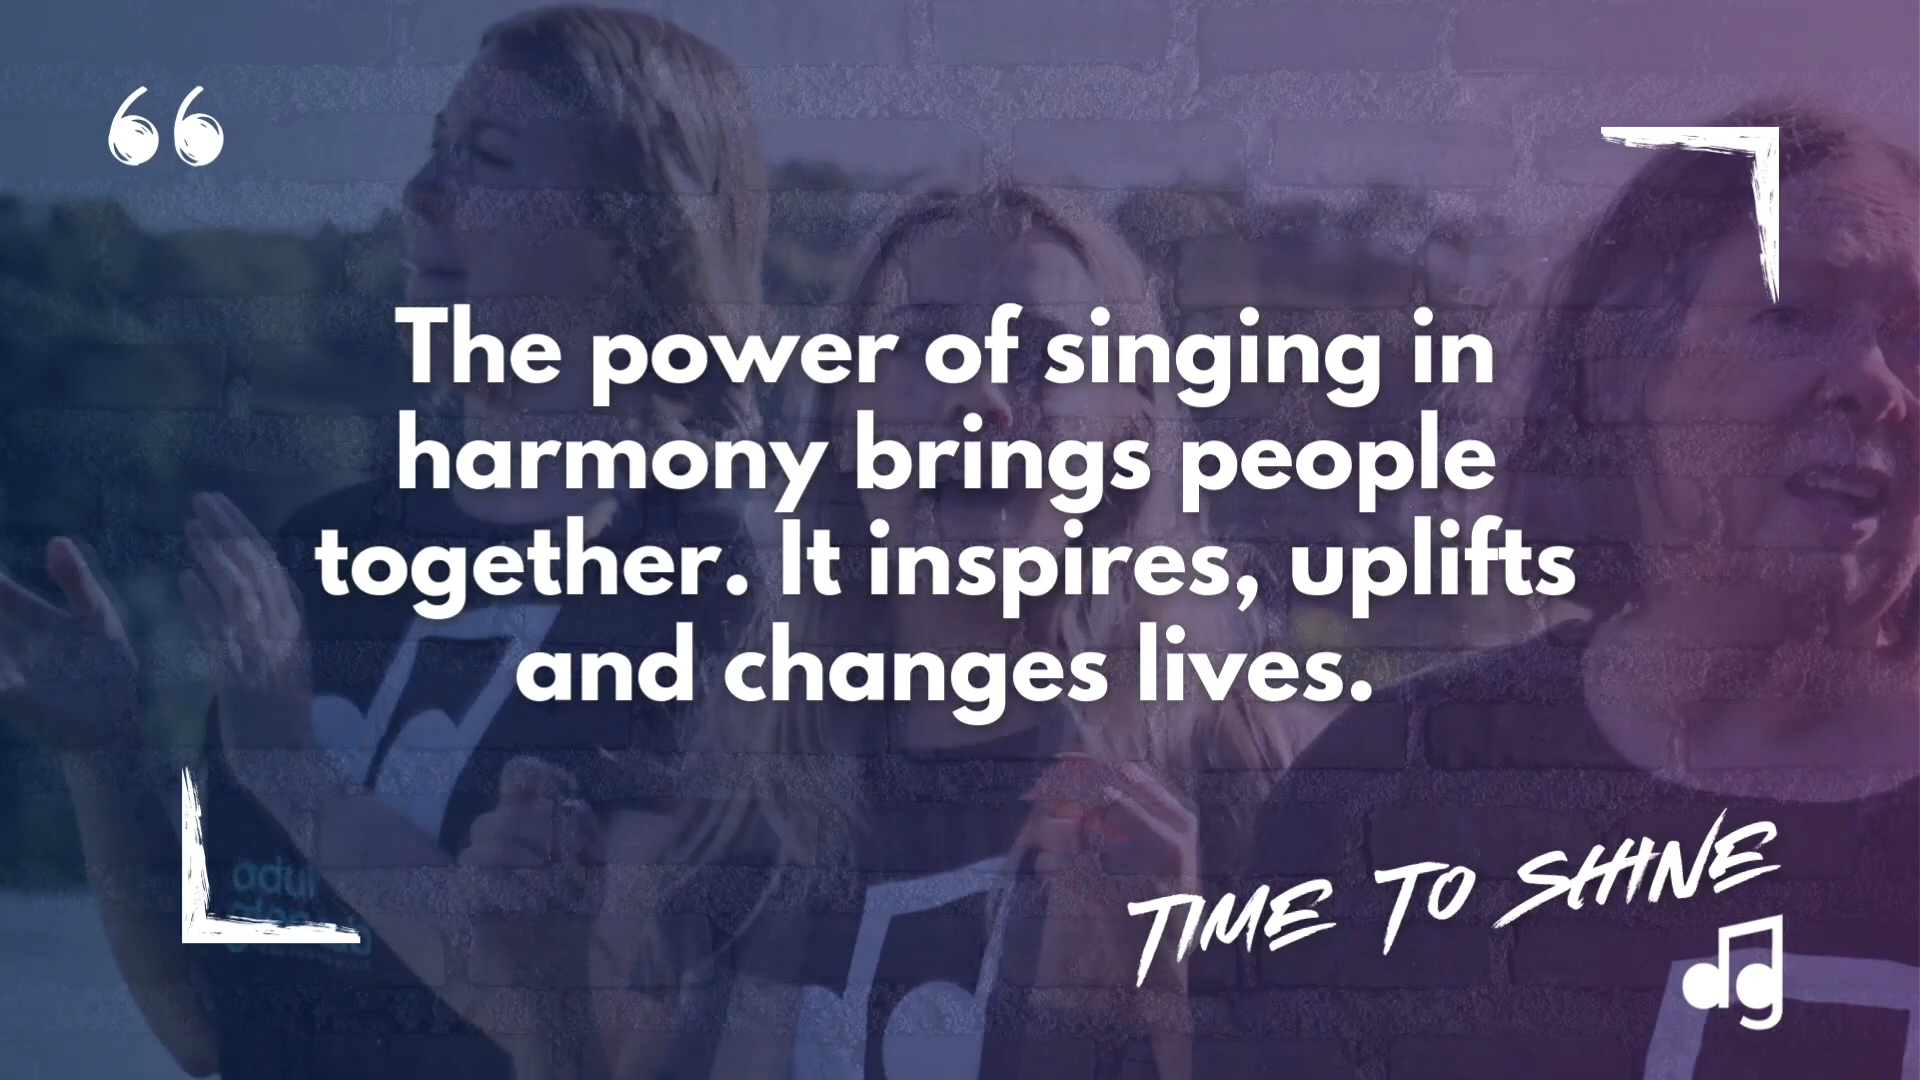 The power of singing in
harmony brings people
together. It inspires, uplifts
and changes lives.
TIME TO SHINE
dg